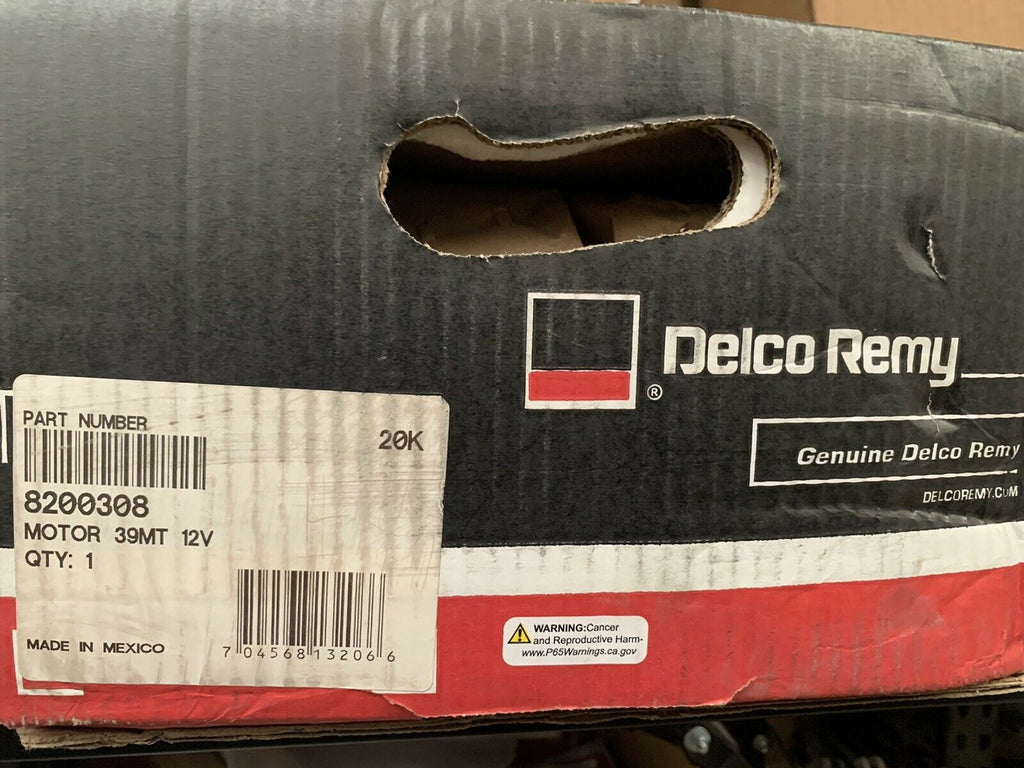 Delco Remy
®
Genuine Delco Remy
DELCOREMY.COM
PART NUMBER
20K
8200308
MOTOR 39MT 12V
QTY: 1
MADE IN MEXICO
7 04568 13206 6
WARNING: Cancer
and Reproductive Harm-
www.P65Warnings.ca.gov